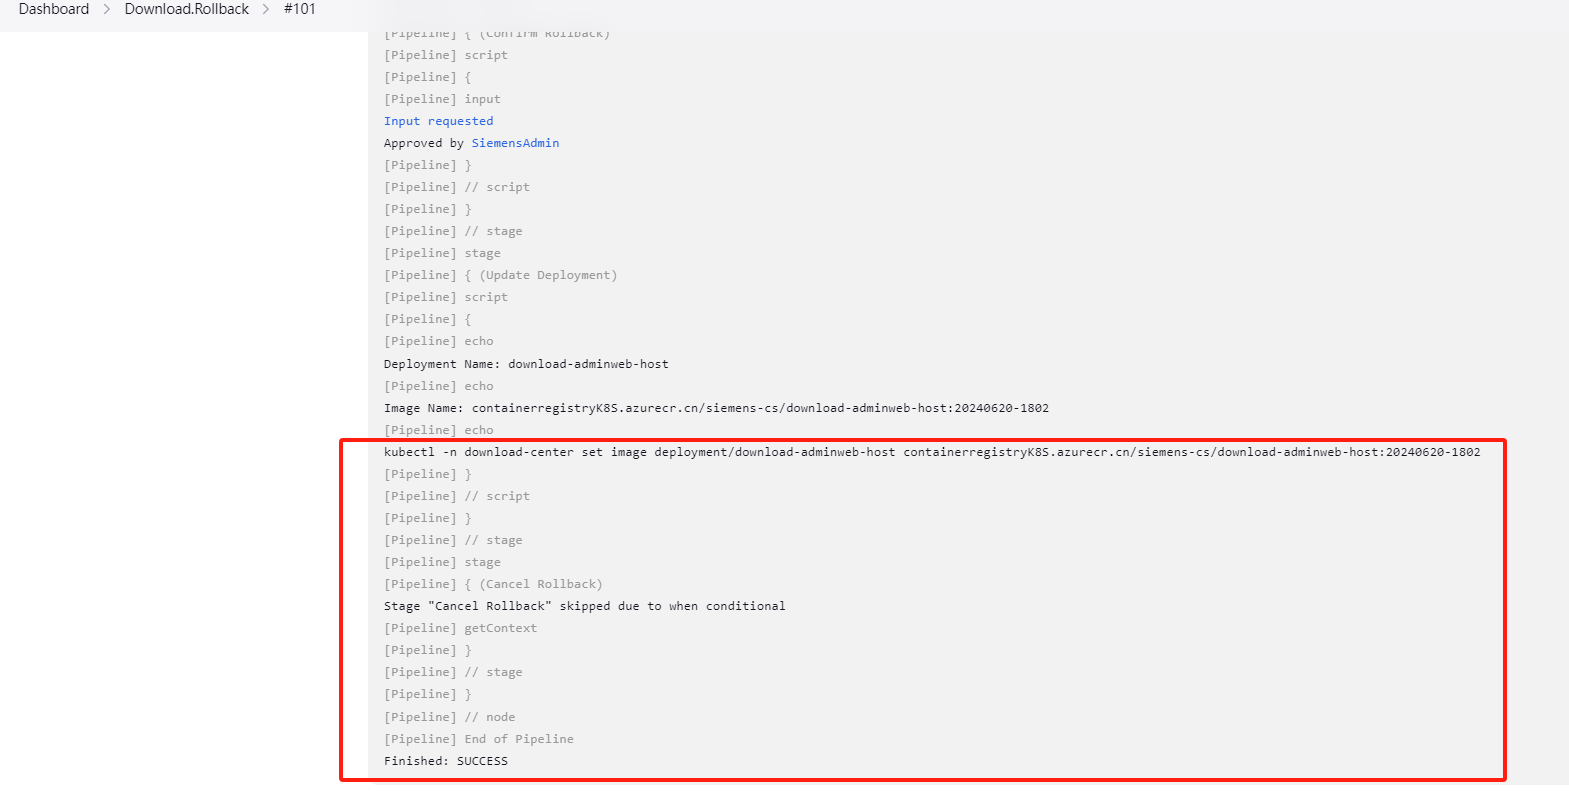 Dashboard > Download.Rollback > #101
[Pipeline] { (Confirm Rollback)
[Pipeline] script
[Pipeline] {
[Pipeline] input
Input requested
Approved by SiemensAdmin
[Pipeline] }
[Pipeline] // script
[Pipeline] }
[Pipeline] // stage
[Pipeline] stage
[Pipeline] { (Update Deployment)
[Pipeline] script
[Pipeline] {
[Pipeline] echo
Deployment Name: download-adminweb-host
[Pipeline] echo
Image Name: containerregistryK8S.azurecr.cn/siemens-cs/download-adminweb-host:20240620-1802
[Pipeline] echo
kubectl -n download-center set image deployment/download-adminweb-host containerregistryK8S.azurecr.cn/siemens-cs/download-adminweb-host:20240620-1802
[Pipeline] }
[Pipeline] // script
[Pipeline] }
[Pipeline] // stage
[Pipeline] stage
[Pipeline] { (Cancel Rollback)
Stage "Cancel Rollback" skipped due to when conditional
[Pipeline] getContext
[Pipeline] }
[Pipeline] // stage
[Pipeline] }
[Pipeline] // node
[Pipeline] End of Pipeline
Finished: SUCCESS